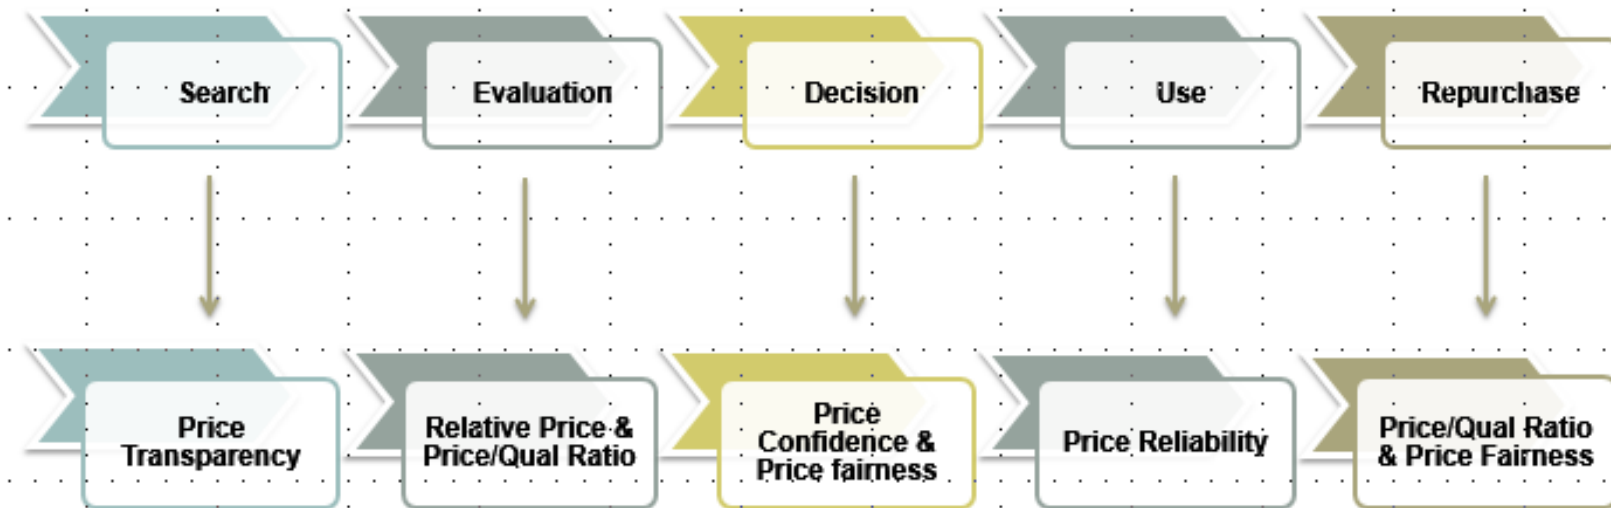 Search
Evaluation
Decision
Use
Repurchase
Price
Transparency
Relative Price &
Price/Qual Ratio
Price
Confidence &
Price fairness
Price Reliability
Price/Qual Ratio
& Price Fairness